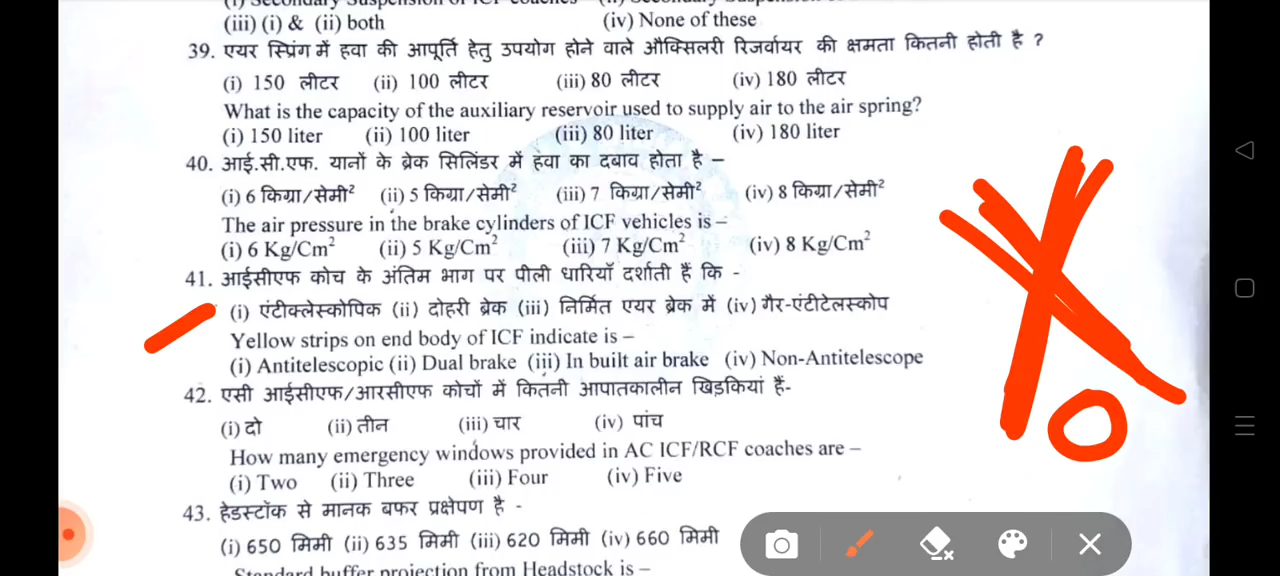 (iii) (i) & (ii) both (iv) None of these
39. एयर स्प्रिंग में हवा की आपूर्ति हेतु उपयोग होने वाले औक्सिलरी रिजर्वायर की क्षमता कितनी होती है ?
(i) 150 लीटर (ii) 100 लीटर (iii) 80 लीटर (iv) 180 लीटर
What is the capacity of the auxiliary reservoir used to supply air to the air spring?
(i) 150 liter (ii) 100 liter (iii) 80 liter (iv) 180 liter
40. आई.सी.एफ. यानों के ब्रेक सिलिंडर में हवा का दबाव होता है –
(i) 6 किग्रा/सेमी² (ii) 5 किग्रा/सेमी² (iii) 7 किग्रा/सेमी² (iv) 8 किग्रा/सेमी²
The air pressure in the brake cylinders of ICF vehicles is –
(i) 6 Kg/Cm² (ii) 5 Kg/Cm² (iii) 7 Kg/Cm² (iv) 8 Kg/Cm²
41. आईसीएफ कोच के अंतिम भाग पर पीली धारियाँ दर्शाती हैं कि -
(i) एंटीक्लेस्कोपिक (ii) दोहरी ब्रेक (iii) निर्मित एयर ब्रेक में (iv) गैर-एंटीटेलस्कोप
Yellow strips on end body of ICF indicate is –
(i) Antitelescopic (ii) Dual brake (iii) In built air brake (iv) Non-Antitelescope
42. एसी आईसीएफ/आरसीएफ कोचों में कितनी आपातकालीन खिड़कियां हैं-
(i) दो (ii) तीन (iii) चार (iv) पांच
How many emergency windows provided in AC ICF/RCF coaches are –
(i) Two (ii) Three (iii) Four (iv) Five
43. हेडस्टॉक से मानक बफर प्रक्षेपण है -
(i) 650 मिमी (ii) 635 मिमी (iii) 620 मिमी (iv) 660 मिमी
Standard buffer projection from Headstock is –